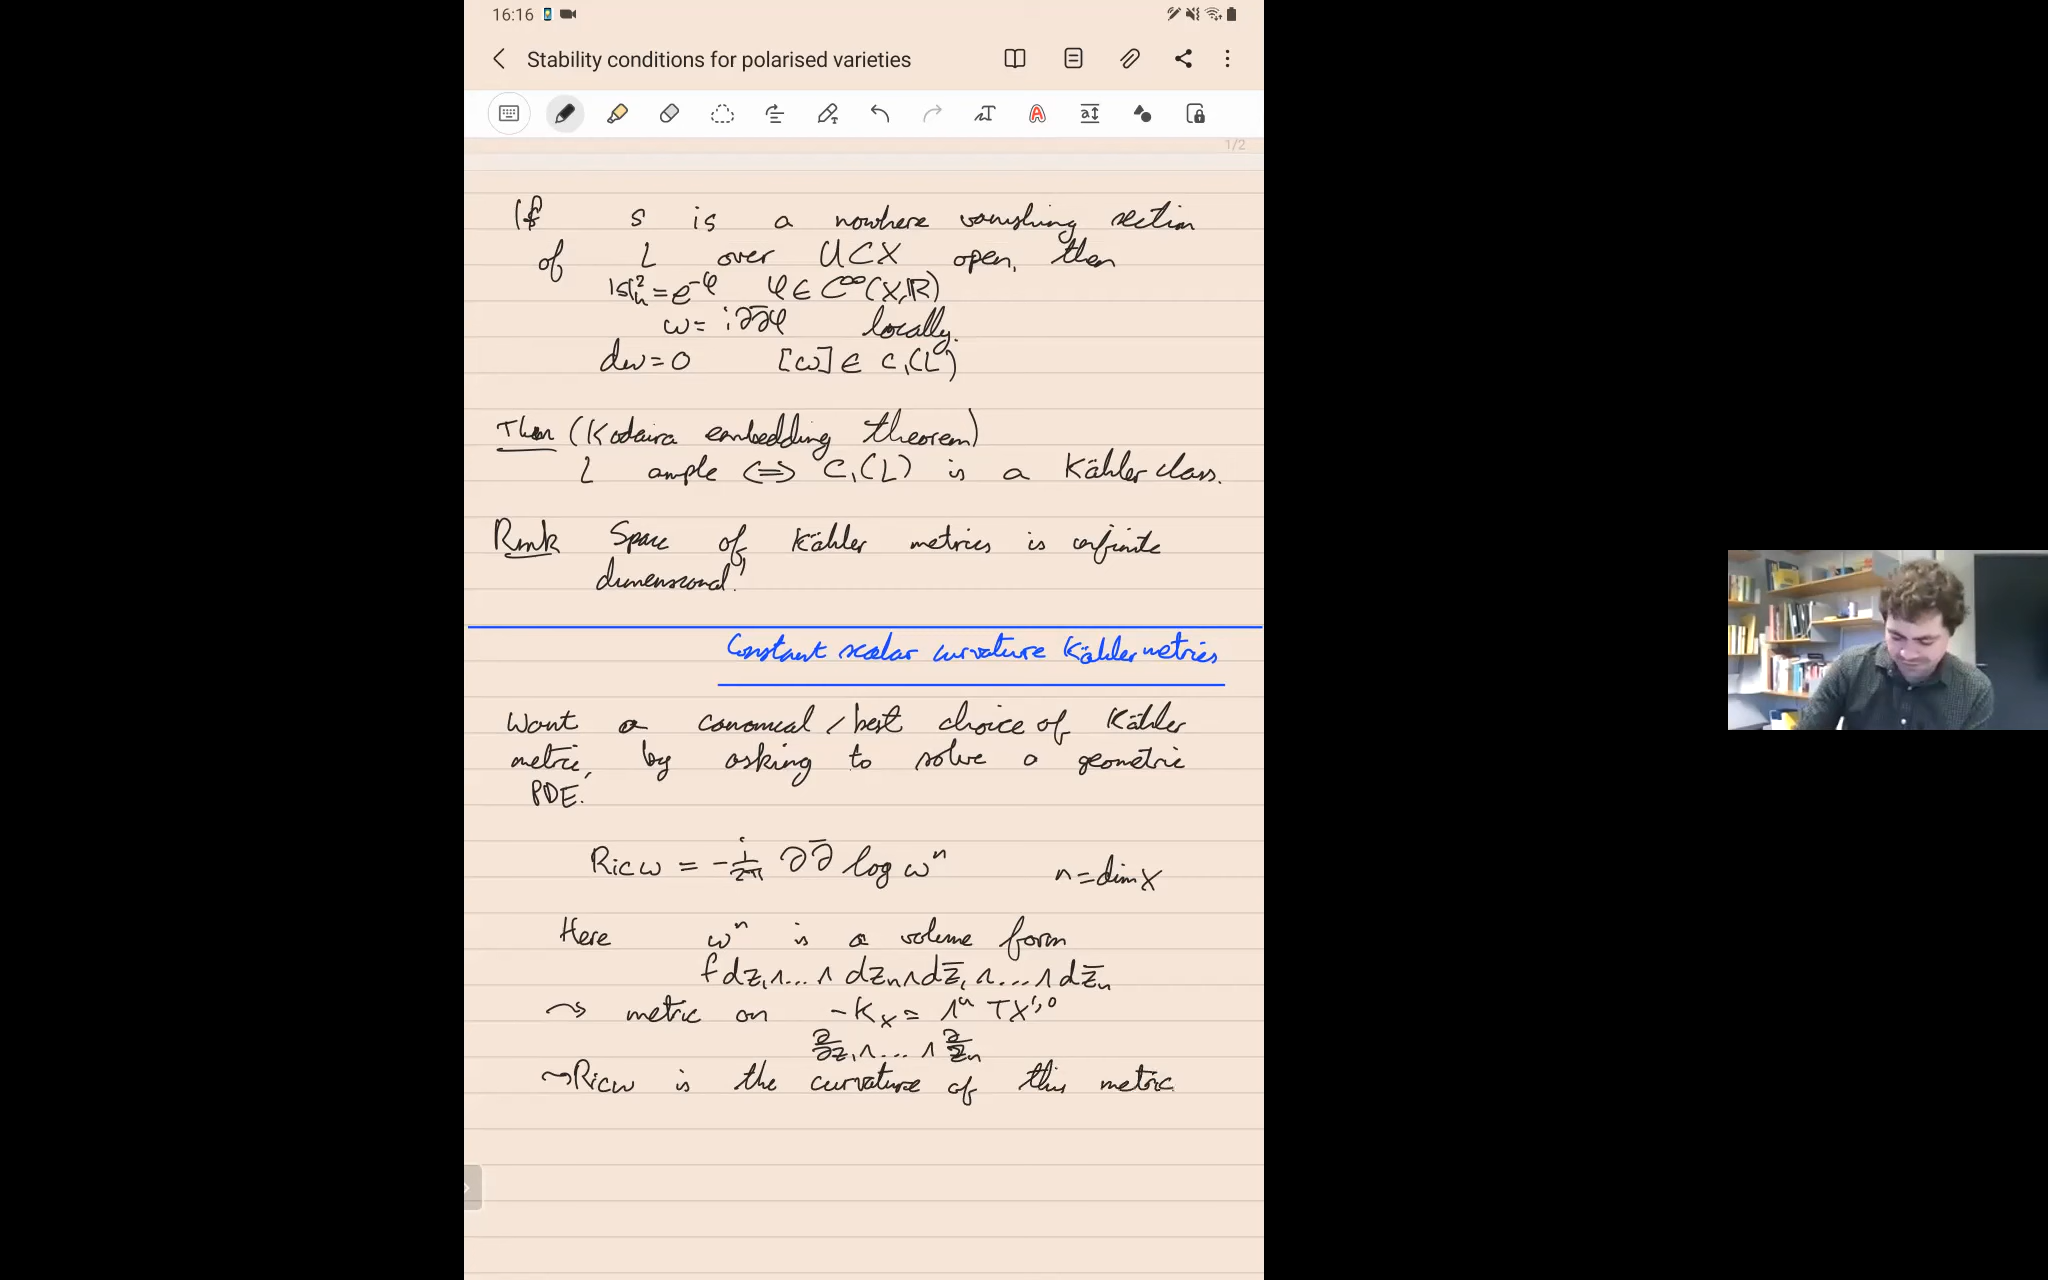 16:16
Stability conditions for polarised varieties
1/2
If s is a nowhere vanishing section
of L over U⊂X open, then
|s|²ₕ = e^{-φ} φ ∈ C^∞(X,ℝ)
ω = i∂∂̄φ locally.
dω = 0 [ω] ∈ c₁(L)
Thm (Kodaira embedding theorem)
L ample ⟺ c₁(L) is a Kähler class.
Rmk Space of Kähler metrics is infinite
dimensional!
Constant scalar curvature Kähler metrics
Want a canonical/best choice of Kähler
metric, by asking to solve a geometric
PDE.
Ric ω = -i/2π ∂∂̄ log ωⁿ n = dim X
Here ωⁿ is a volume form
f dz₁∧...∧dzₙ∧dz̄₁∧...∧dz̄ₙ
⇝ metric on -K_X = Λⁿ TX^{1,0}
∂/∂z₁∧...∧∂/∂zₙ
⇝ Ric ω is the curvature of this metric